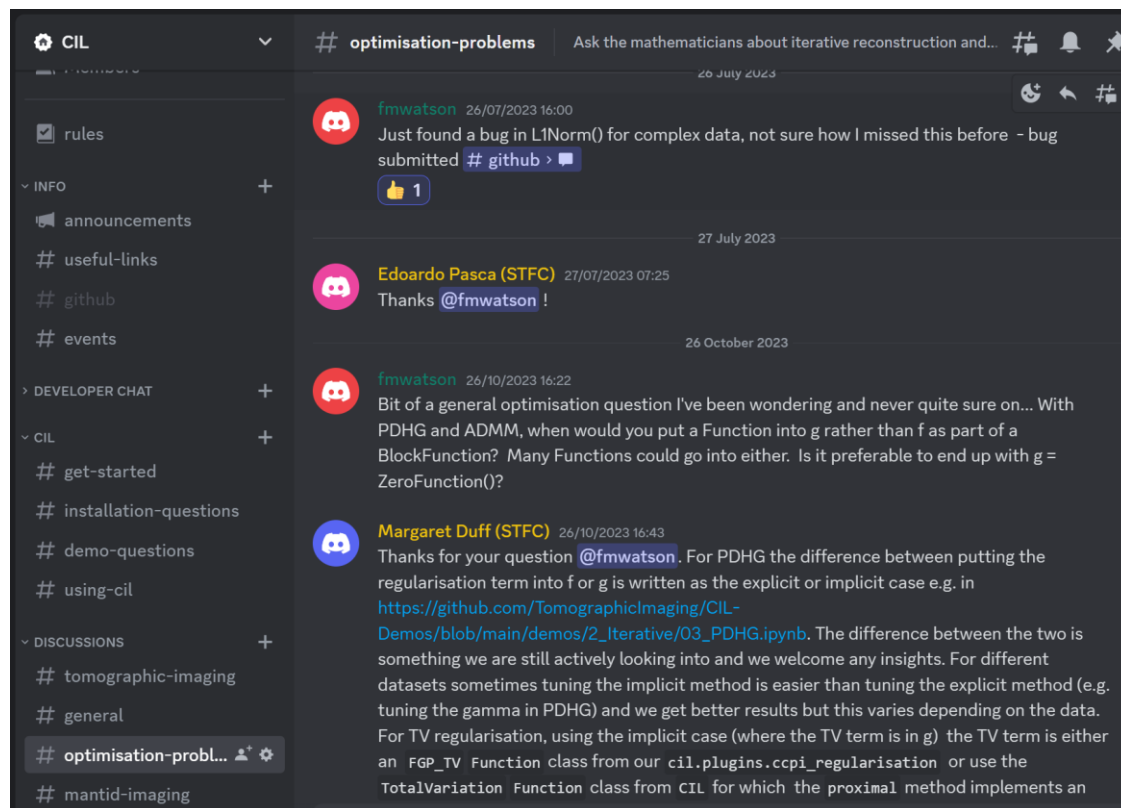 CIL
# optimisation-problems
Ask the mathematicians about iterative reconstruction and...
Members
26 July 2023
rules
fmwatson 26/07/2023 16:00
Just found a bug in L1Norm() for complex data, not sure how I missed this before - bug
submitted # github ›
👍 1
INFO
announcements
# useful-links
# github
# events
27 July 2023
Edoardo Pasca (STFC) 27/07/2023 07:25
Thanks @fmwatson !
26 October 2023
DEVELOPER CHAT
CIL
# get-started
# installation-questions
# demo-questions
# using-cil
fmwatson 26/10/2023 16:22
Bit of a general optimisation question I've been wondering and never quite sure on... With
PDHG and ADMM, when would you put a Function into g rather than f as part of a
BlockFunction? Many Functions could go into either. Is it preferable to end up with g =
ZeroFunction()?
Margaret Duff (STFC) 26/10/2023 16:43
Thanks for your question @fmwatson. For PDHG the difference between putting the
regularisation term into f or g is written as the explicit or implicit case e.g. in
https://github.com/TomographicImaging/CIL-
Demos/blob/main/demos/2_Iterative/03_PDHG.ipynb. The difference between the two is
something we are still actively looking into and we welcome any insights. For different
datasets sometimes tuning the implicit method is easier than tuning the explicit method (e.g.
tuning the gamma in PDHG) and we get better results but this varies depending on the data.
For TV regularisation, using the implicit case (where the TV term is in g) the TV term is either
an FGP_TV Function class from our cil.plugins.ccpi_regularisation or use the
TotalVariation Function class from CIL for which the proximal method implements an
DISCUSSIONS
# tomographic-imaging
# general
# optimisation-probl...
# mantid-imaging